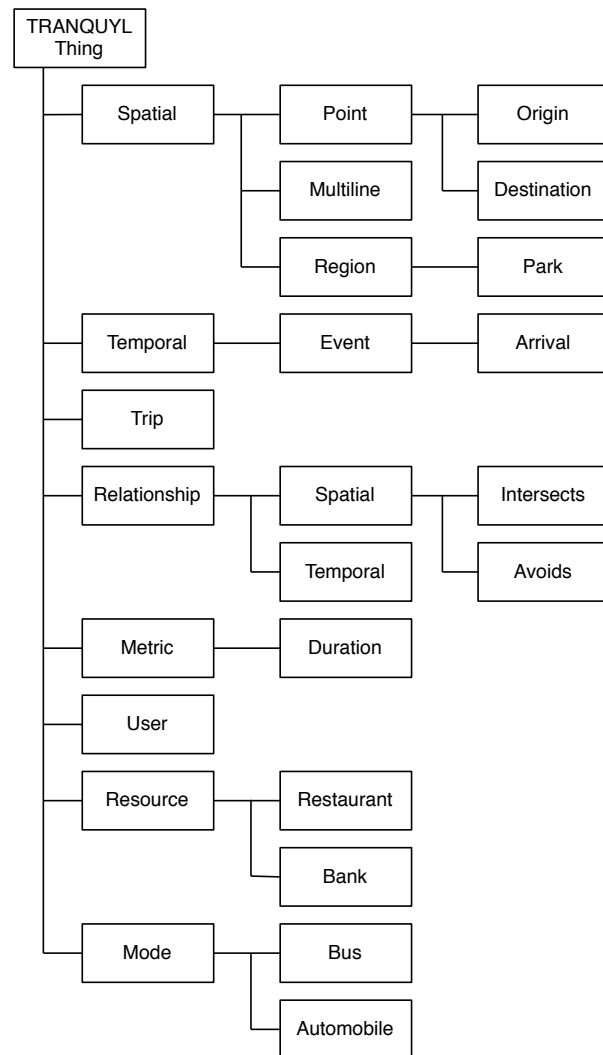 TRANQUYL
Thing
Spatial
Point
Origin
Multiline
Destination
Region
Park
Temporal
Event
Arrival
Trip
Relationship
Spatial
Intersects
Temporal
Avoids
Metric
Duration
User
Resource
Restaurant
Bank
Mode
Bus
Automobile